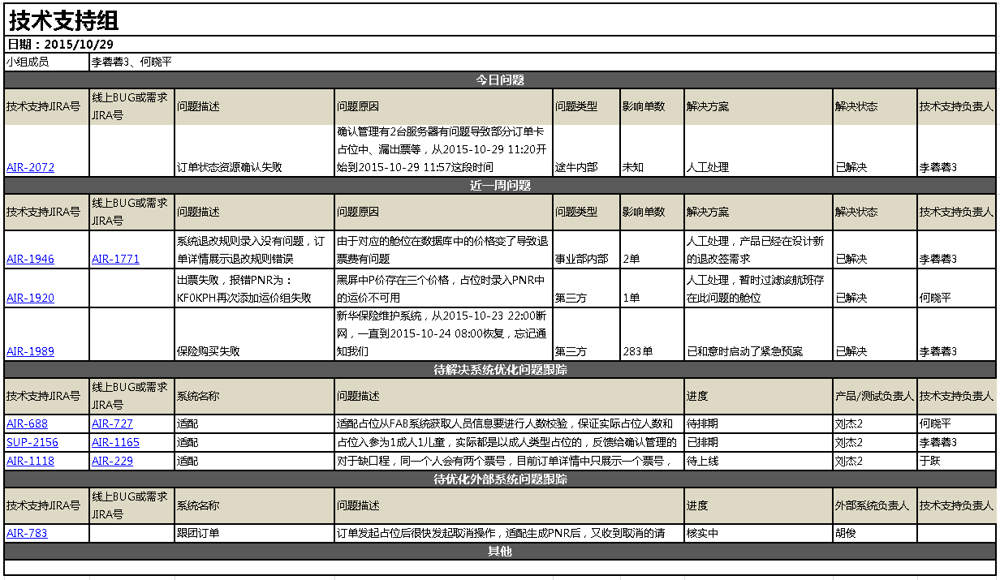 技术支持组
日期：2015/10/29
小组成员 李蓉蓉3、何晓平
今日问题
技术支持JIRA号 线上BUG或需求JIRA号 问题描述 问题原因 问题类型 影响单数 解决方案 解决状态 技术支持负责人
AIR-2072 订单状态资源确认失败 确认管理有2台服务器有问题导致部分订单卡占位中、漏出票等，从2015-10-29 11:20开始到2015-10-29 11:57这段时间 途牛内部 未知 人工处理 已解决 李蓉蓉3
近一周问题
技术支持JIRA号 线上BUG或需求JIRA号 问题描述 问题原因 问题类型 影响单数 解决方案 解决状态 技术支持负责人
AIR-1946 AIR-1771 系统退改规则录入没有问题，订单详情展示退改规则错误 由于对应的舱位在数据库中的价格变了导致退票费有问题 事业部内部 2单 人工处理，产品已经在设计新的退改签需求 已解决 李蓉蓉3
AIR-1920 出票失败，报错PNR为：KF0KPH再次添加运价组失败 黑屏中P价存在三个价格，占位时录入PNR中的运价不可用 第三方 1单 人工处理，暂时过滤该航班存在此问题的舱位 已解决 何晓平
AIR-1989 保险购买失败 新华保险维护系统，从2015-10-23 22:00断网，一直到2015-10-24 08:00恢复，忘记通知我们 第三方 283单 已和意时启动了紧急预案 已解决 李蓉蓉3
待解决系统优化问题跟踪
技术支持JIRA号 线上BUG或需求JIRA号 系统名称 问题描述 进度 产品/测试负责人 技术支持负责人
AIR-688 AIR-727 适配 适配占位从FAB系统获取人员信息要进行人数校验，保证实际占位人数和 待排期 刘杰2 何晓平
SUP-2156 AIR-1165 适配 占位入参为1成人1儿童，实际都是以成人类型占位的，反馈给确认管理的 已排期 刘杰2 李蓉蓉3
AIR-1118 AIR-229 适配 对于缺口程，同一个人会有两个票号，目前订单详情中只展示一个票号， 待上线 刘杰2 于跃
待优化外部系统问题跟踪
技术支持JIRA号 线上BUG或需求JIRA号 系统名称 问题描述 进度 外部系统负责人 技术支持负责人
AIR-783 跟团订单 订单发起占位后很快发起取消操作，适配生成PNR后，又收到取消的请 核实中 胡俊
其他